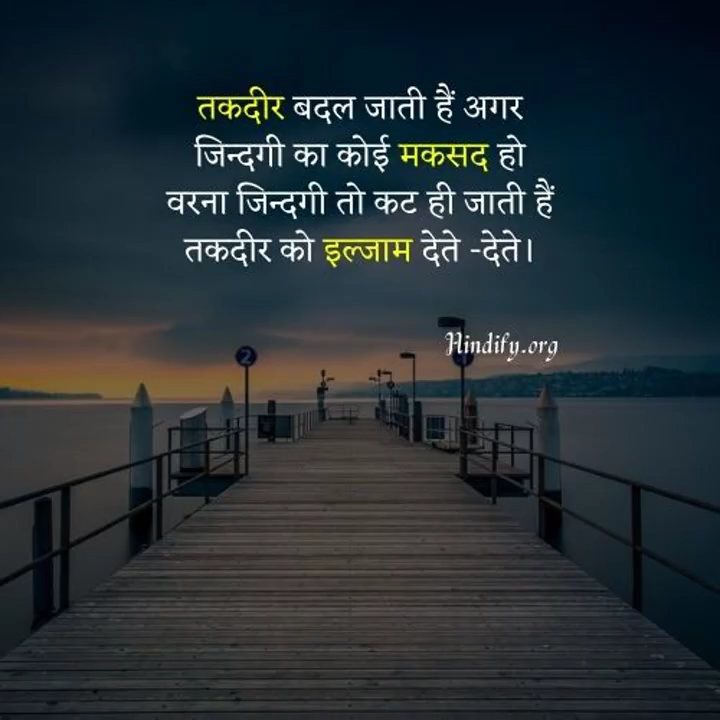 तकदीर बदल जाती हैं अगर
जिन्दगी का कोई मकसद हो
वरना जिन्दगी तो कट ही जाती हैं
तकदीर को इल्जाम देते -देते।
Hindify.org
2